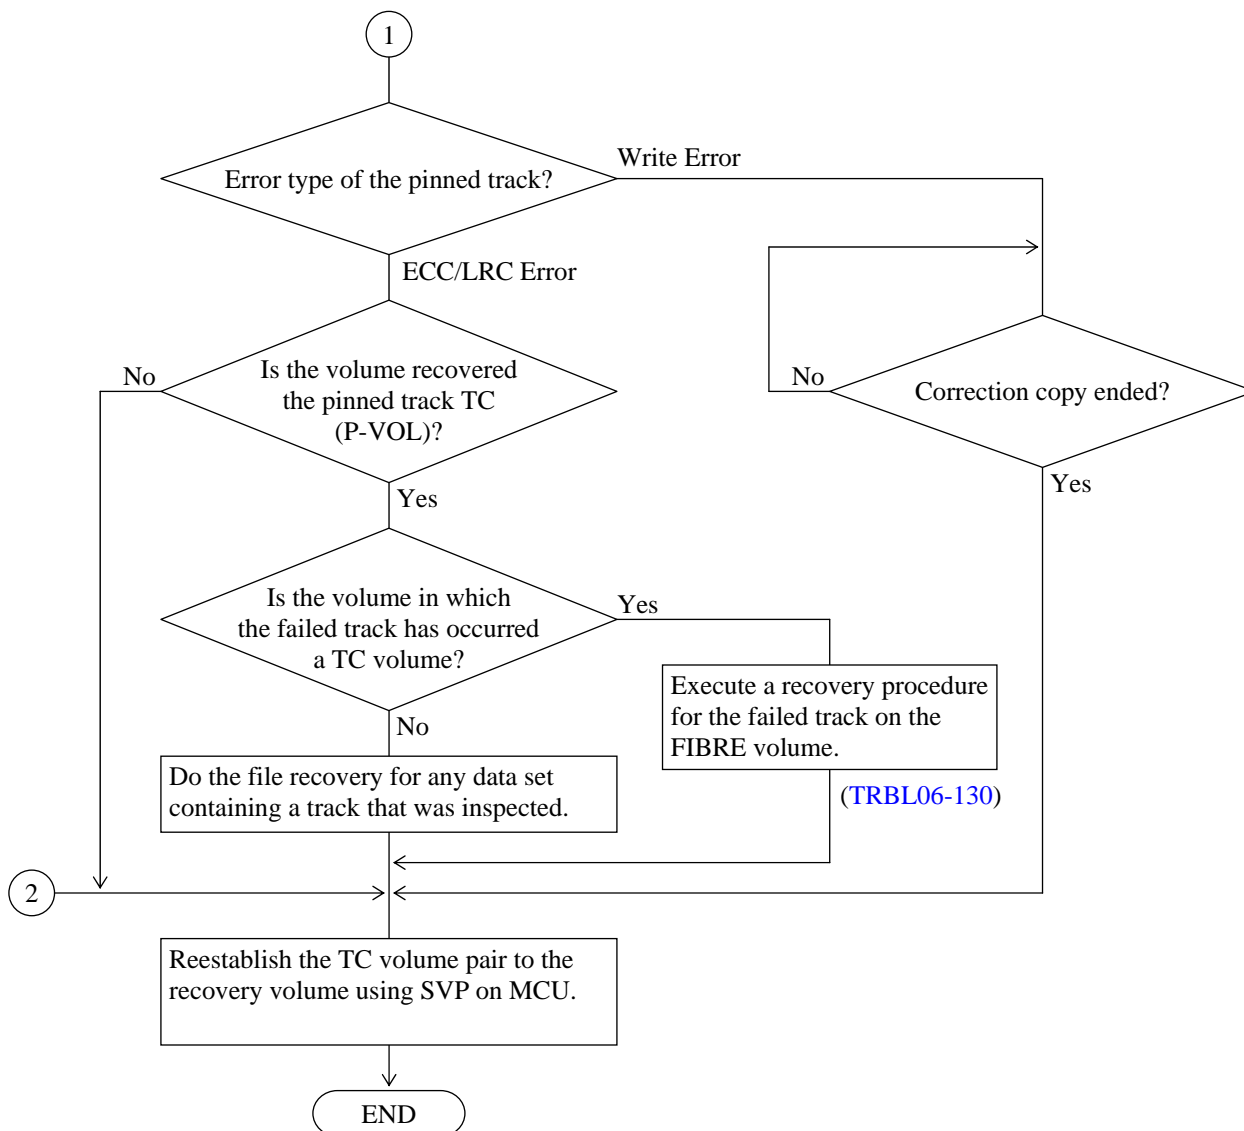 1
Write Error
Error type of the pinned track?
ECC/LRC Error
No
Is the volume recovered
the pinned track TC
(P-VOL)?
No
Correction copy ended?
Yes
Yes
Is the volume in which
the failed track has occurred
a TC volume?
Yes
Execute a recovery procedure
for the failed track on the
FIBRE volume.
No
Do the file recovery for any data set
containing a track that was inspected.
(TRBL06-130)
2
Reestablish the TC volume pair to the
recovery volume using SVP on MCU.
END